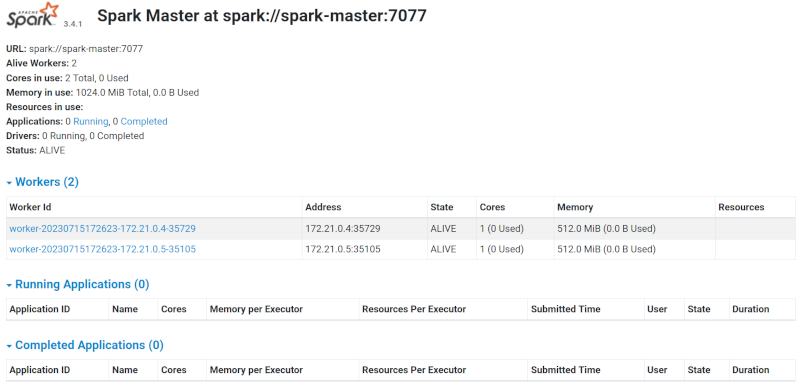 APACHE
Spark 3.4.1 Spark Master at spark://spark-master:7077
URL: spark://spark-master:7077
Alive Workers: 2
Cores in use: 2 Total, 0 Used
Memory in use: 1024.0 MiB Total, 0.0 B Used
Resources in use:
Applications: 0 Running, 0 Completed
Drivers: 0 Running, 0 Completed
Status: ALIVE
Workers (2)
Worker Id Address State Cores Memory Resources
worker-20230715172623-172.21.0.4-35729 172.21.0.4:35729 ALIVE 1 (0 Used) 512.0 MiB (0.0 B Used)
worker-20230715172623-172.21.0.5-35105 172.21.0.5:35105 ALIVE 1 (0 Used) 512.0 MiB (0.0 B Used)
Running Applications (0)
Application ID Name Cores Memory per Executor Resources Per Executor Submitted Time User State Duration
Completed Applications (0)
Application ID Name Cores Memory per Executor Resources Per Executor Submitted Time User State Duration